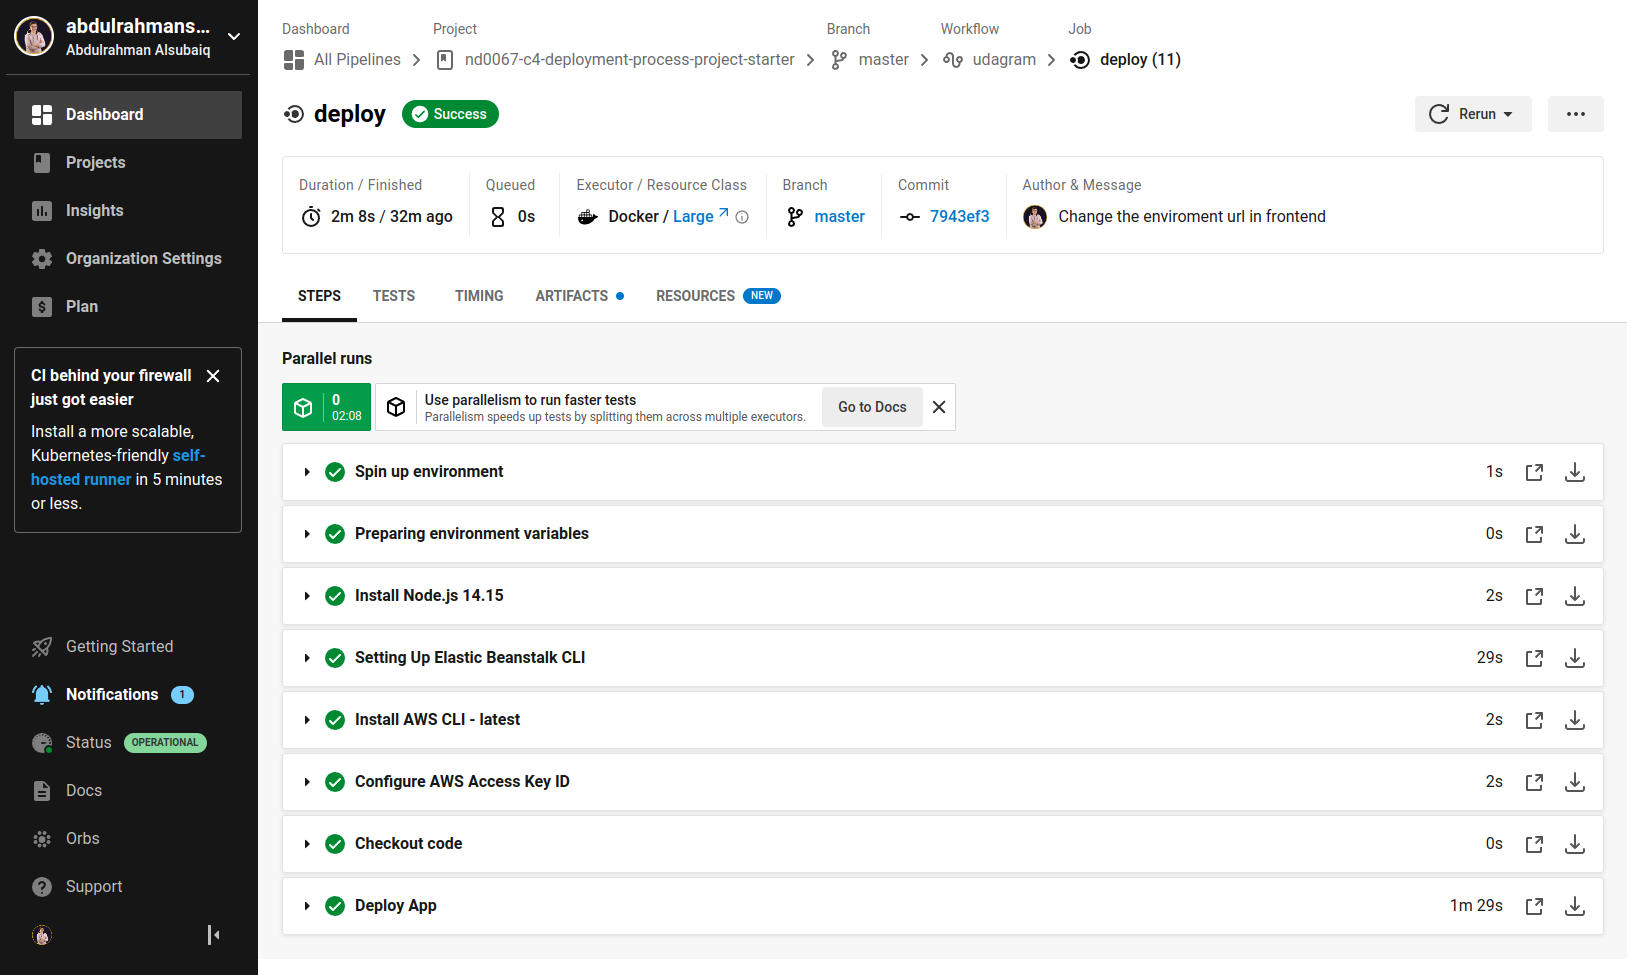 abdulrahmans...
Abdulrahman Alsubaiq
Dashboard
Projects
Insights
Organization Settings
Plan
CI behind your firewall
just got easier
Install a more scalable,
Kubernetes-friendly self-
hosted runner in 5 minutes
or less.
Getting Started
Notifications 1
Status OPERATIONAL
Docs
Orbs
Support
Dashboard Project Branch Workflow Job
All Pipelines nd0067-c4-deployment-process-project-starter master udagram deploy (11)
deploy Success Rerun
Duration / Finished Queued Executor / Resource Class Branch Commit Author & Message
2m 8s / 32m ago 0s Docker / Large master 7943ef3 Change the enviroment url in frontend
STEPS TESTS TIMING ARTIFACTS RESOURCES NEW
Parallel runs
0
02:08
Use parallelism to run faster tests
Parallelism speeds up tests by splitting them across multiple executors.
Go to Docs
Spin up environment 1s
Preparing environment variables 0s
Install Node.js 14.15 2s
Setting Up Elastic Beanstalk CLI 29s
Install AWS CLI - latest 2s
Configure AWS Access Key ID 2s
Checkout code 0s
Deploy App 1m 29s